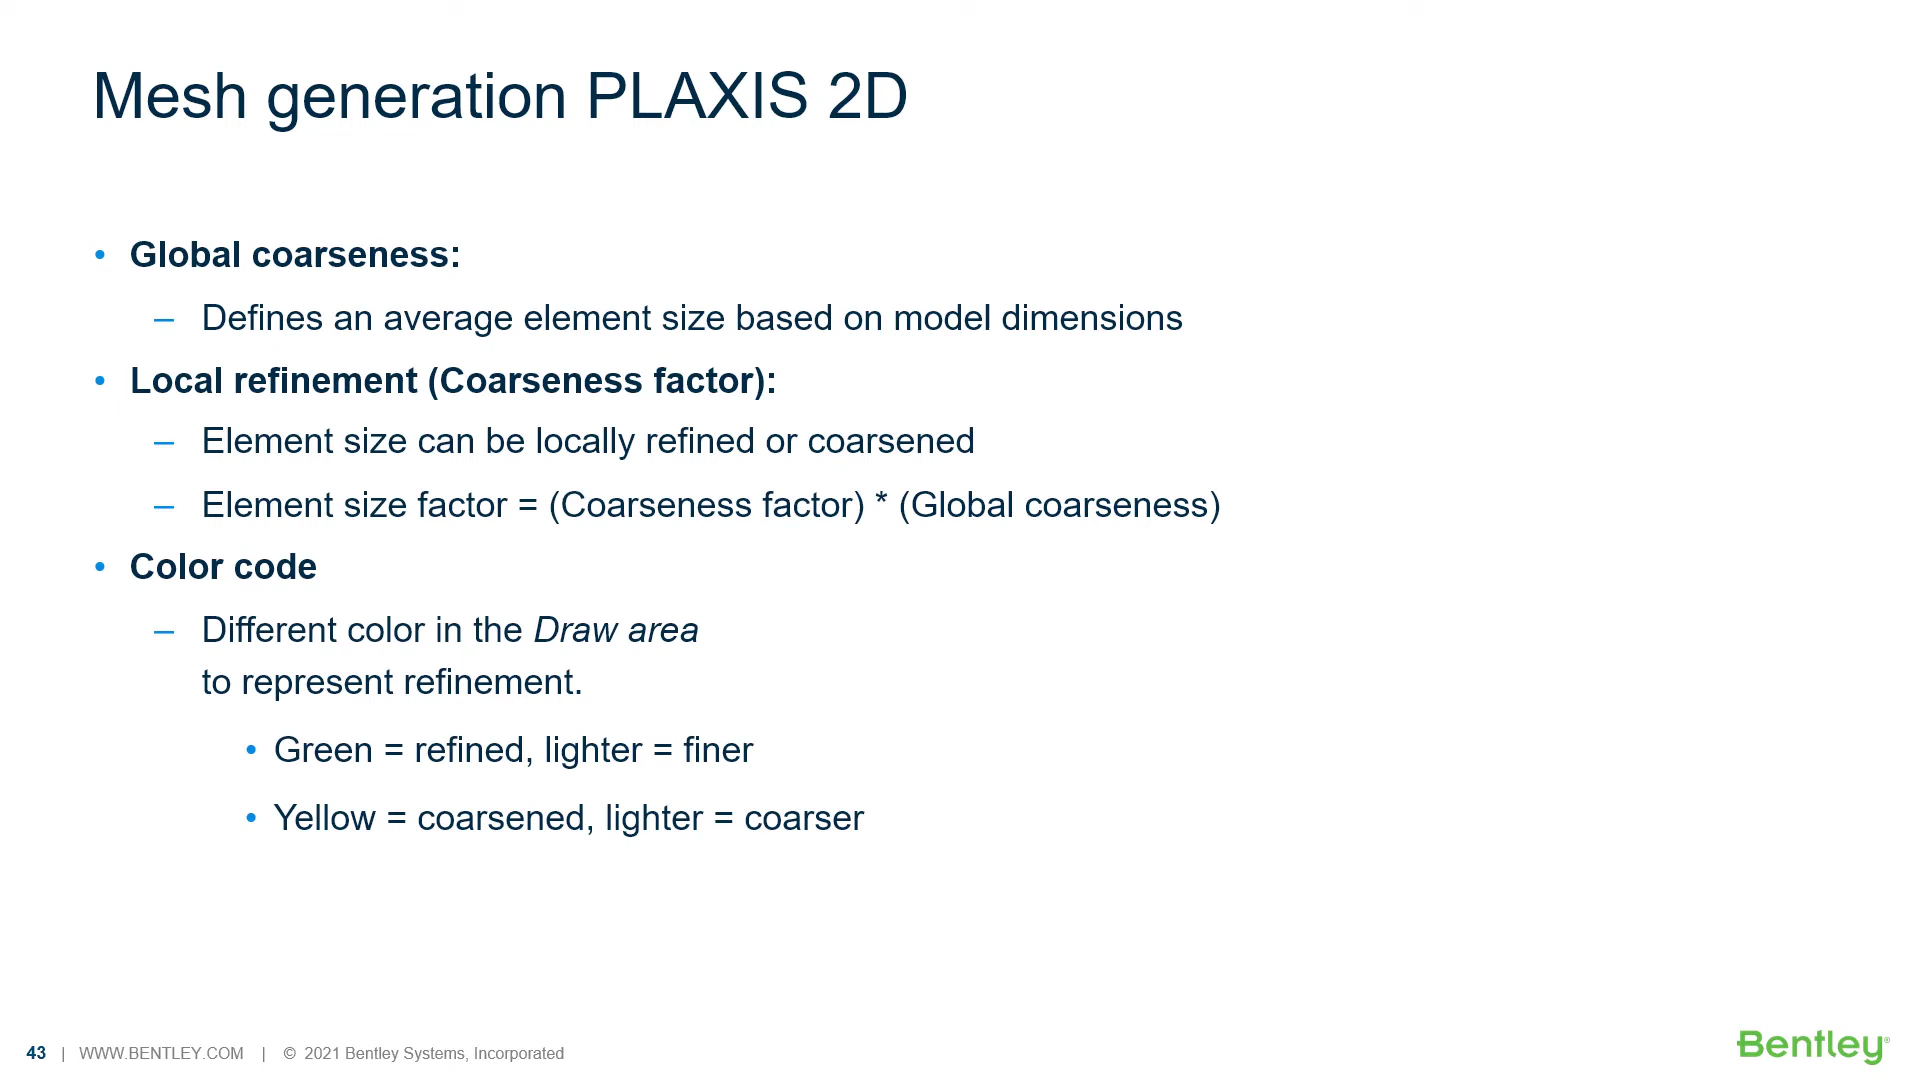 Mesh generation PLAXIS 2D
• Global coarseness:
– Defines an average element size based on model dimensions
• Local refinement (Coarseness factor):
– Element size can be locally refined or coarsened
– Element size factor = (Coarseness factor) * (Global coarseness)
• Color code
– Different color in the Draw area
to represent refinement.
• Green = refined, lighter = finer
• Yellow = coarsened, lighter = coarser
43 | WWW.BENTLEY.COM | © 2021 Bentley Systems, Incorporated
Bentley®